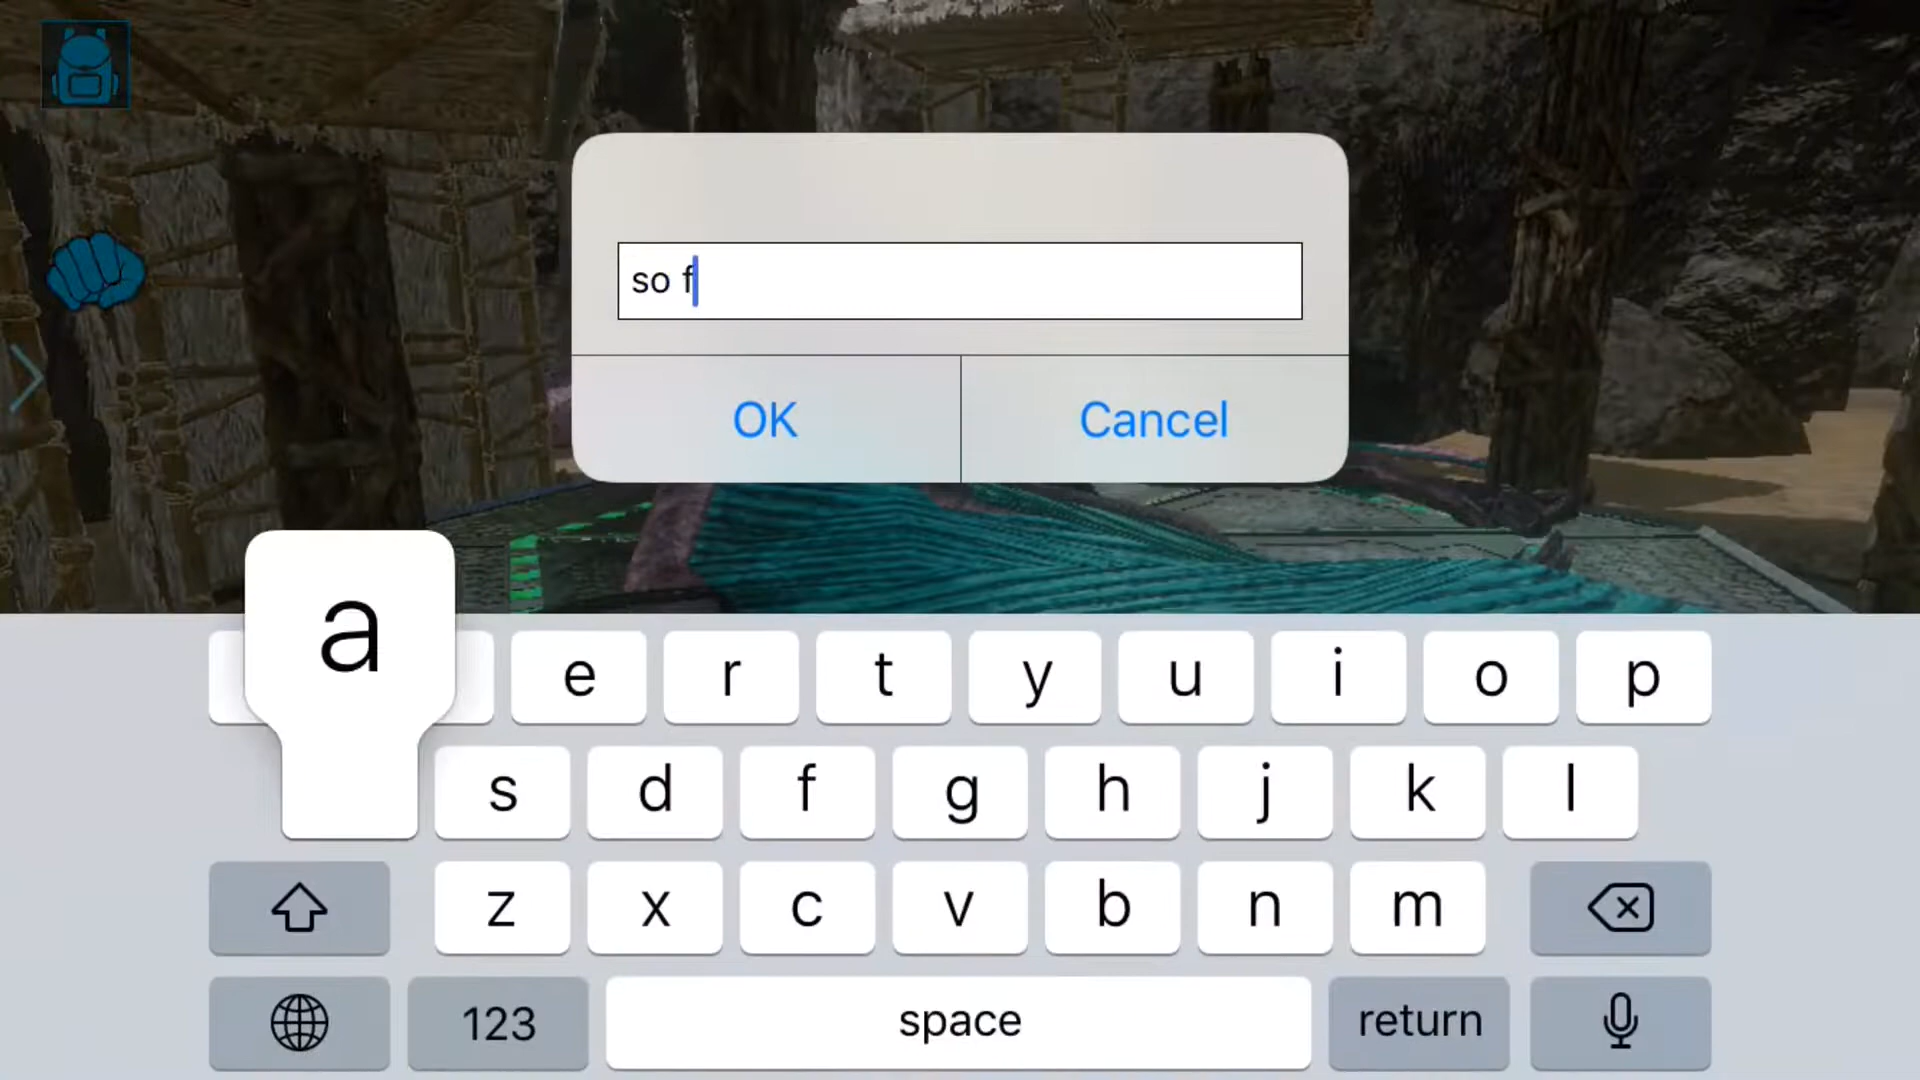 so f
OK Cancel
a
e r t y u i o p
s d f g h j k l
z x c v b n m
123 space return